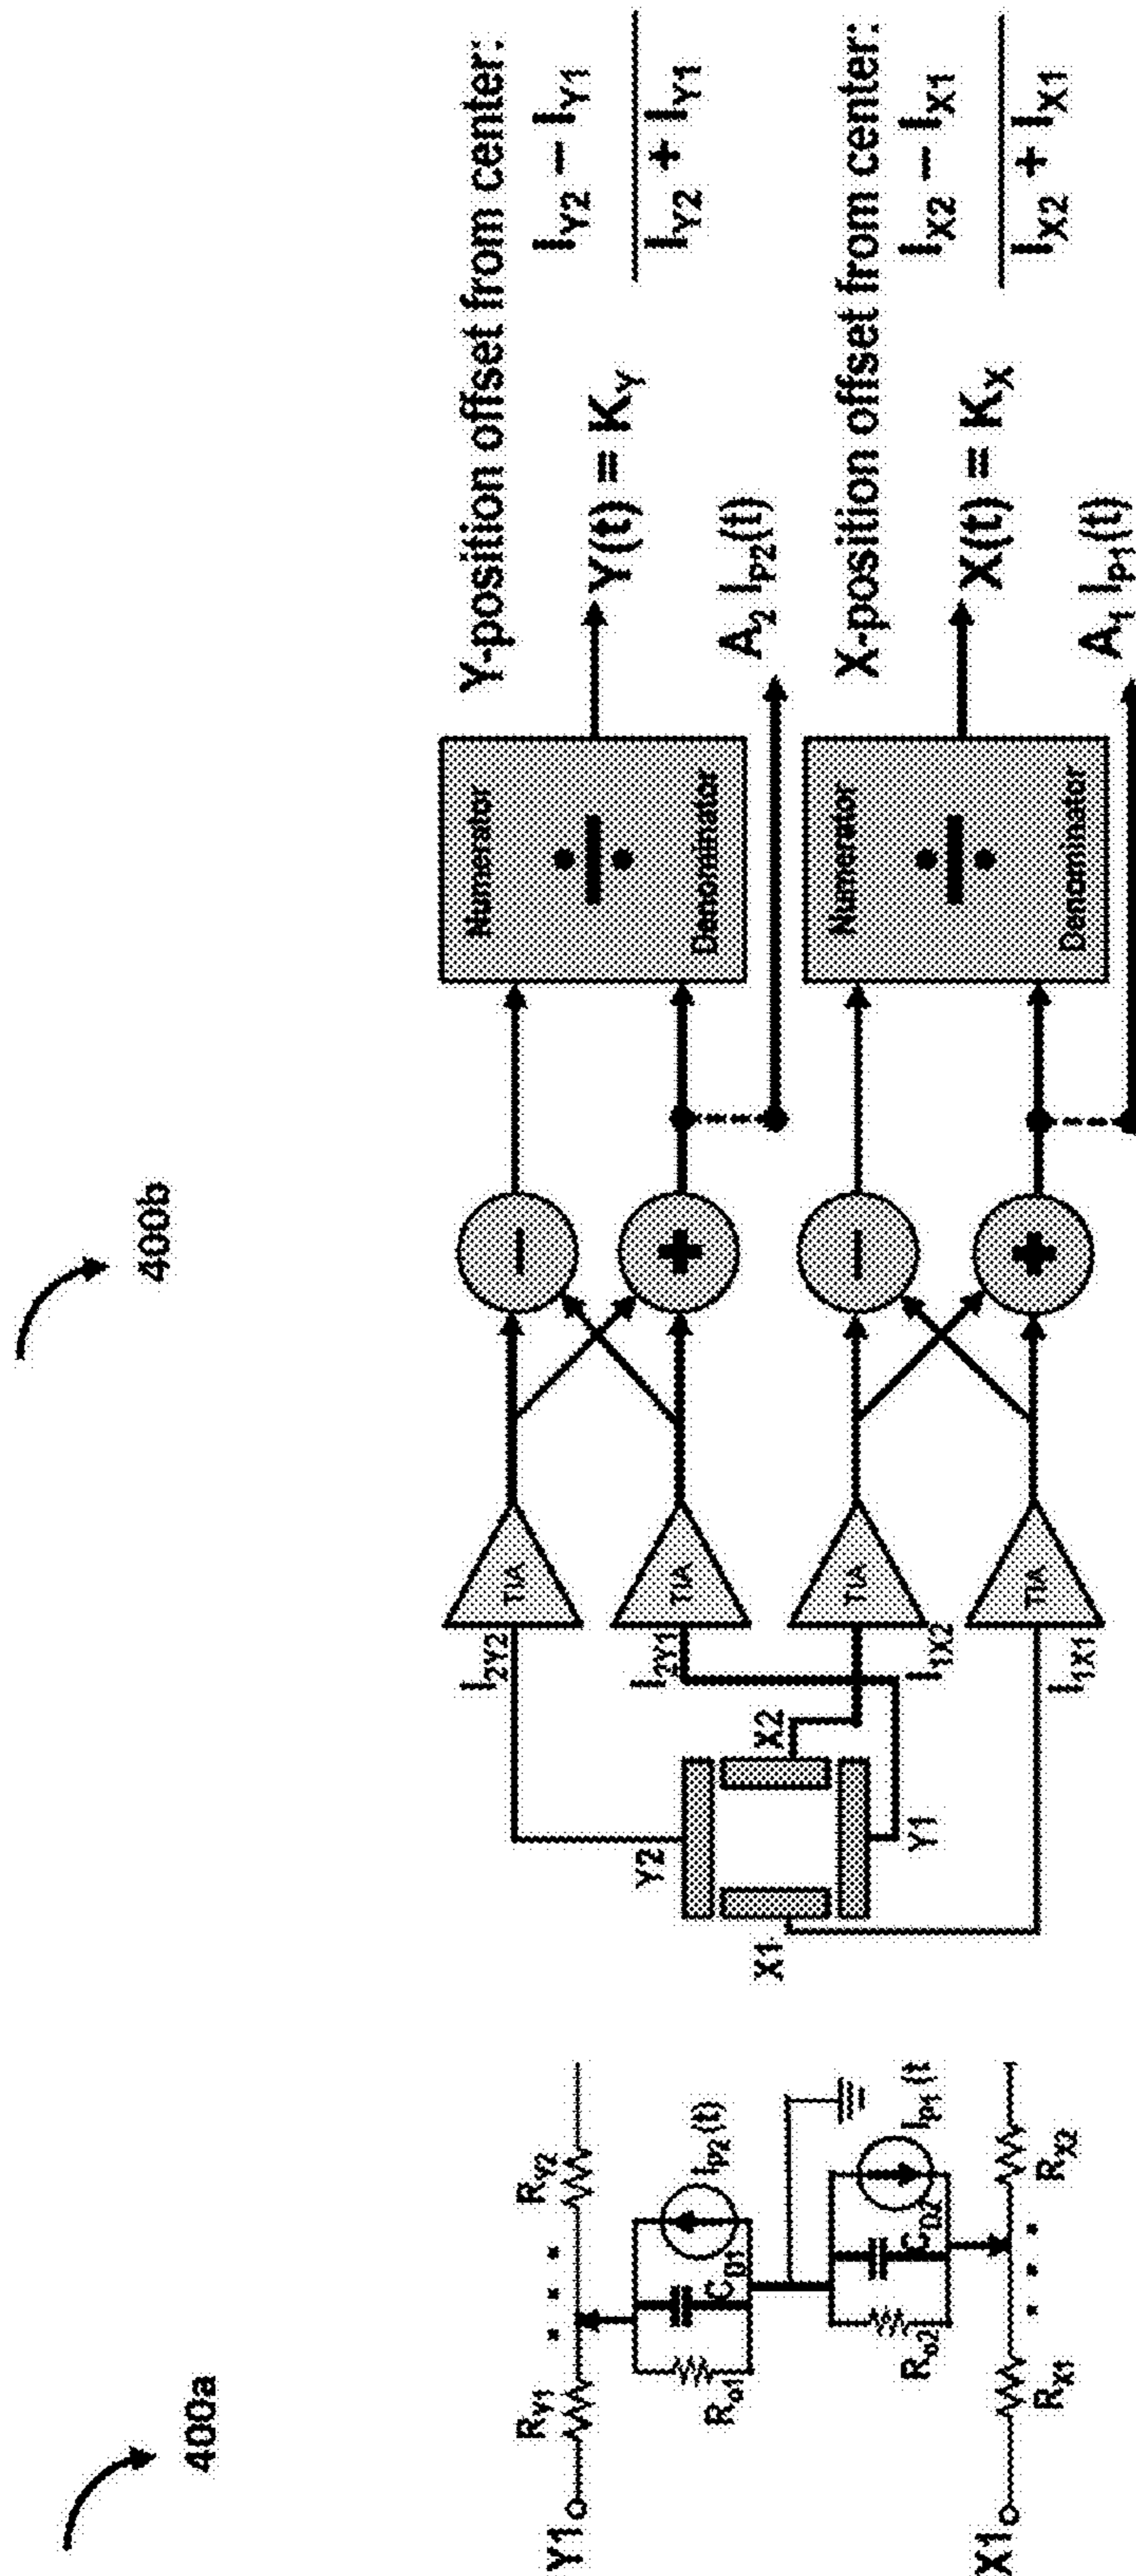 400a
400b
Y1
R_Y1
R_Y2
R_o1
C_D1
I_P2 (t)
R_o2
C_D2
I_P1 (t
X1
R_X1
R_X2
X1
Y2
X2
Y1
I_2Y2
I_2Y1
I_1X2
I_1X1
TIA
TIA
TIA
TIA
−
+
−
+
Numerator
÷
Denominator
Numerator
÷
Denominator
Y-position offset from center:
Y(t) = K_y (I_Y2 − I_Y1) / (I_Y2 + I_Y1)
A_2 I_p2(t)
X-position offset from center:
X(t) = K_X (I_X2 − I_X1) / (I_X2 + I_X1)
A_1 I_p1(t)